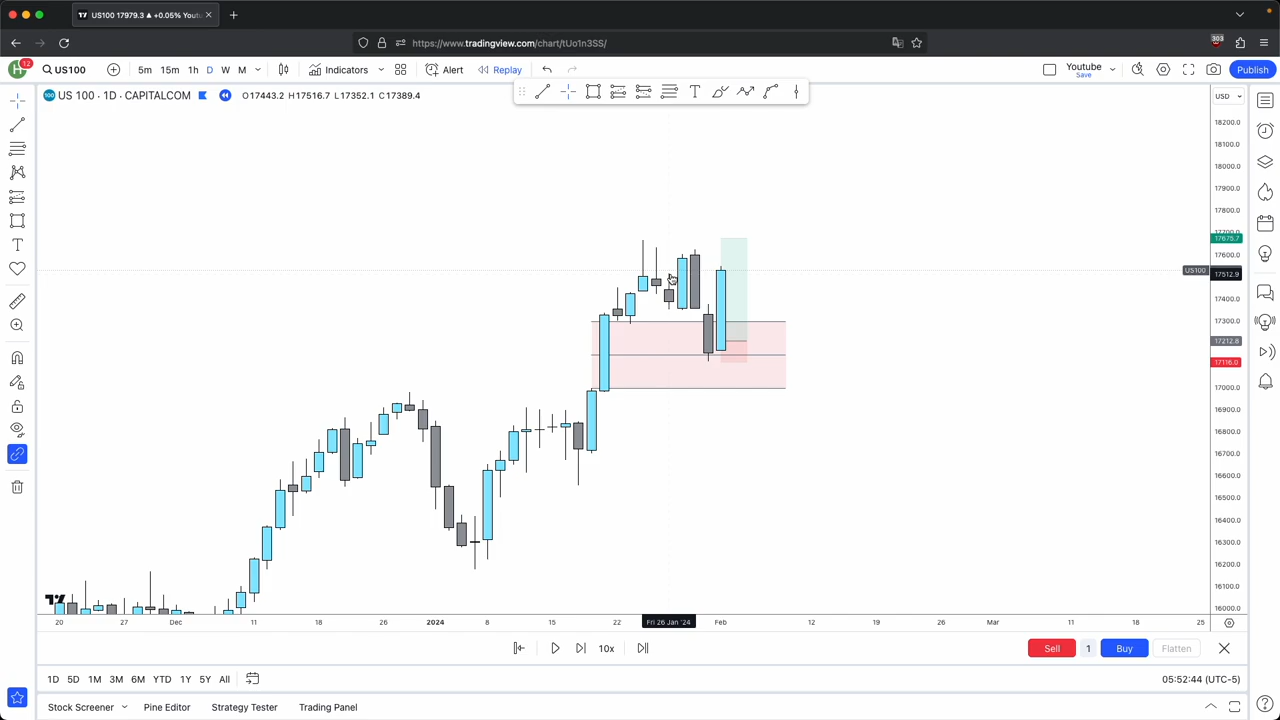 US100 17979.3 ▲ +0.05% Yout
https://www.tradingview.com/chart/tUo1n3SS/
303
H
12
US100
5m 15m 1h D W M
Indicators
Alert
Replay
Youtube
Save
Publish
100
US 100 · 1D · CAPITALCOM
O17443.2 H17516.7 L17352.1 C17389.4
USD
18200.0
18100.0
18000.0
17900.0
17800.0
17700.0
17675.7
17600.0
US100
17512.9
17400.0
17300.0
17212.8
17116.0
17000.0
16900.0
16800.0
16700.0
16600.0
16500.0
16400.0
16300.0
16200.0
16100.0
16000.0
20 27 Dec 11 18 26 2024 8 15 22 Fri 26 Jan '24 Feb 12 19 26 Mar 11 18 25
10x
Sell 1 Buy Flatten
1D 5D 1M 3M 6M YTD 1Y 5Y All
05:52:44 (UTC-5)
Stock Screener Pine Editor Strategy Tester Trading Panel